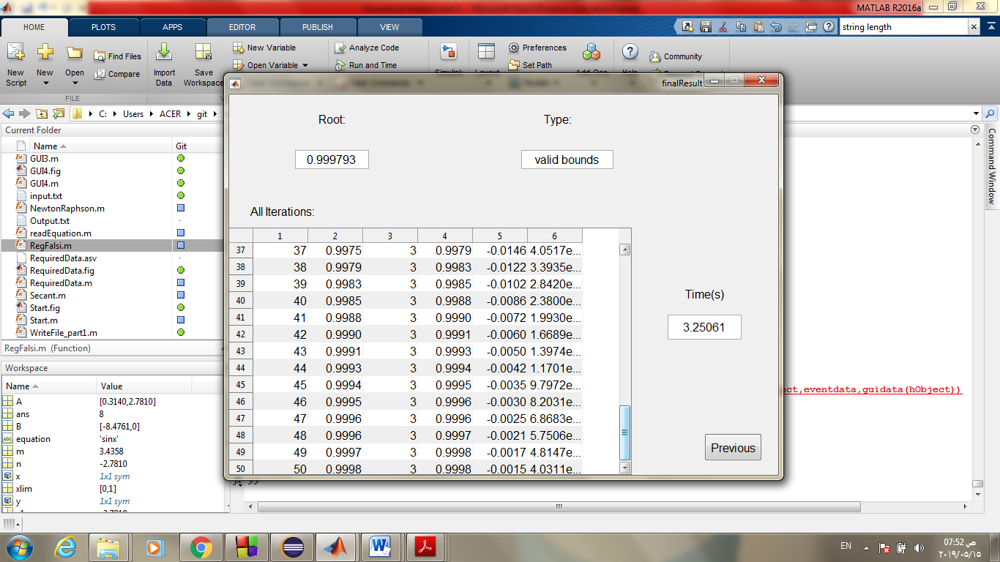 MATLAB R2016a
HOME PLOTS APPS EDITOR PUBLISH VIEW
string length
New Script
New
Open
Find Files
Compare
Import Data
Save Workspace
New Variable
Open Variable
Analyze Code
Run and Time
Preferences
Set Path
Community
FILE
C: Users ACER git
Current Folder
Name Git
GUI3.m
GUI4.fig
GUI4.m
input.txt
NewtonRaphson.m
Output.txt
readEquation.m
RegFalsi.m
RequiredData.asv
RequiredData.fig
RequiredData.m
Secant.m
Start.fig
Start.m
WriteFile_part1.m
RegFalsi.m (Function)
Workspace
Name Value
A [0.3140,2.7810]
ans 8
B [-8.4761,0]
equation 'sinx'
m 3.4358
n -2.7810
x 1x1 sym
xlim [0,1]
y 1x1 sym
finalResult
Root: Type:
0.999793 valid bounds
All Iterations:
1 2 3 4 5 6
37 37 0.9975 3 0.9979 -0.0146 4.0517e...
38 38 0.9979 3 0.9983 -0.0122 3.3935e...
39 39 0.9983 3 0.9985 -0.0102 2.8420e...
40 40 0.9985 3 0.9988 -0.0086 2.3800e...
41 41 0.9988 3 0.9990 -0.0072 1.9930e...
42 42 0.9990 3 0.9991 -0.0060 1.6689e...
43 43 0.9991 3 0.9993 -0.0050 1.3974e...
44 44 0.9993 3 0.9994 -0.0042 1.1701e...
45 45 0.9994 3 0.9995 -0.0035 9.7972e...
46 46 0.9995 3 0.9996 -0.0030 8.2031e...
47 47 0.9996 3 0.9996 -0.0025 6.8683e...
48 48 0.9996 3 0.9997 -0.0021 5.7506e...
49 49 0.9997 3 0.9998 -0.0017 4.8147e...
50 50 0.9998 3 0.9998 -0.0015 4.0311e...
Time(s)
3.25061
Previous
Command Window
ct,eventdata,guidata(hObject))
fx >>
EN
07:52 ص
٢٠١٩/٠٥/١٥